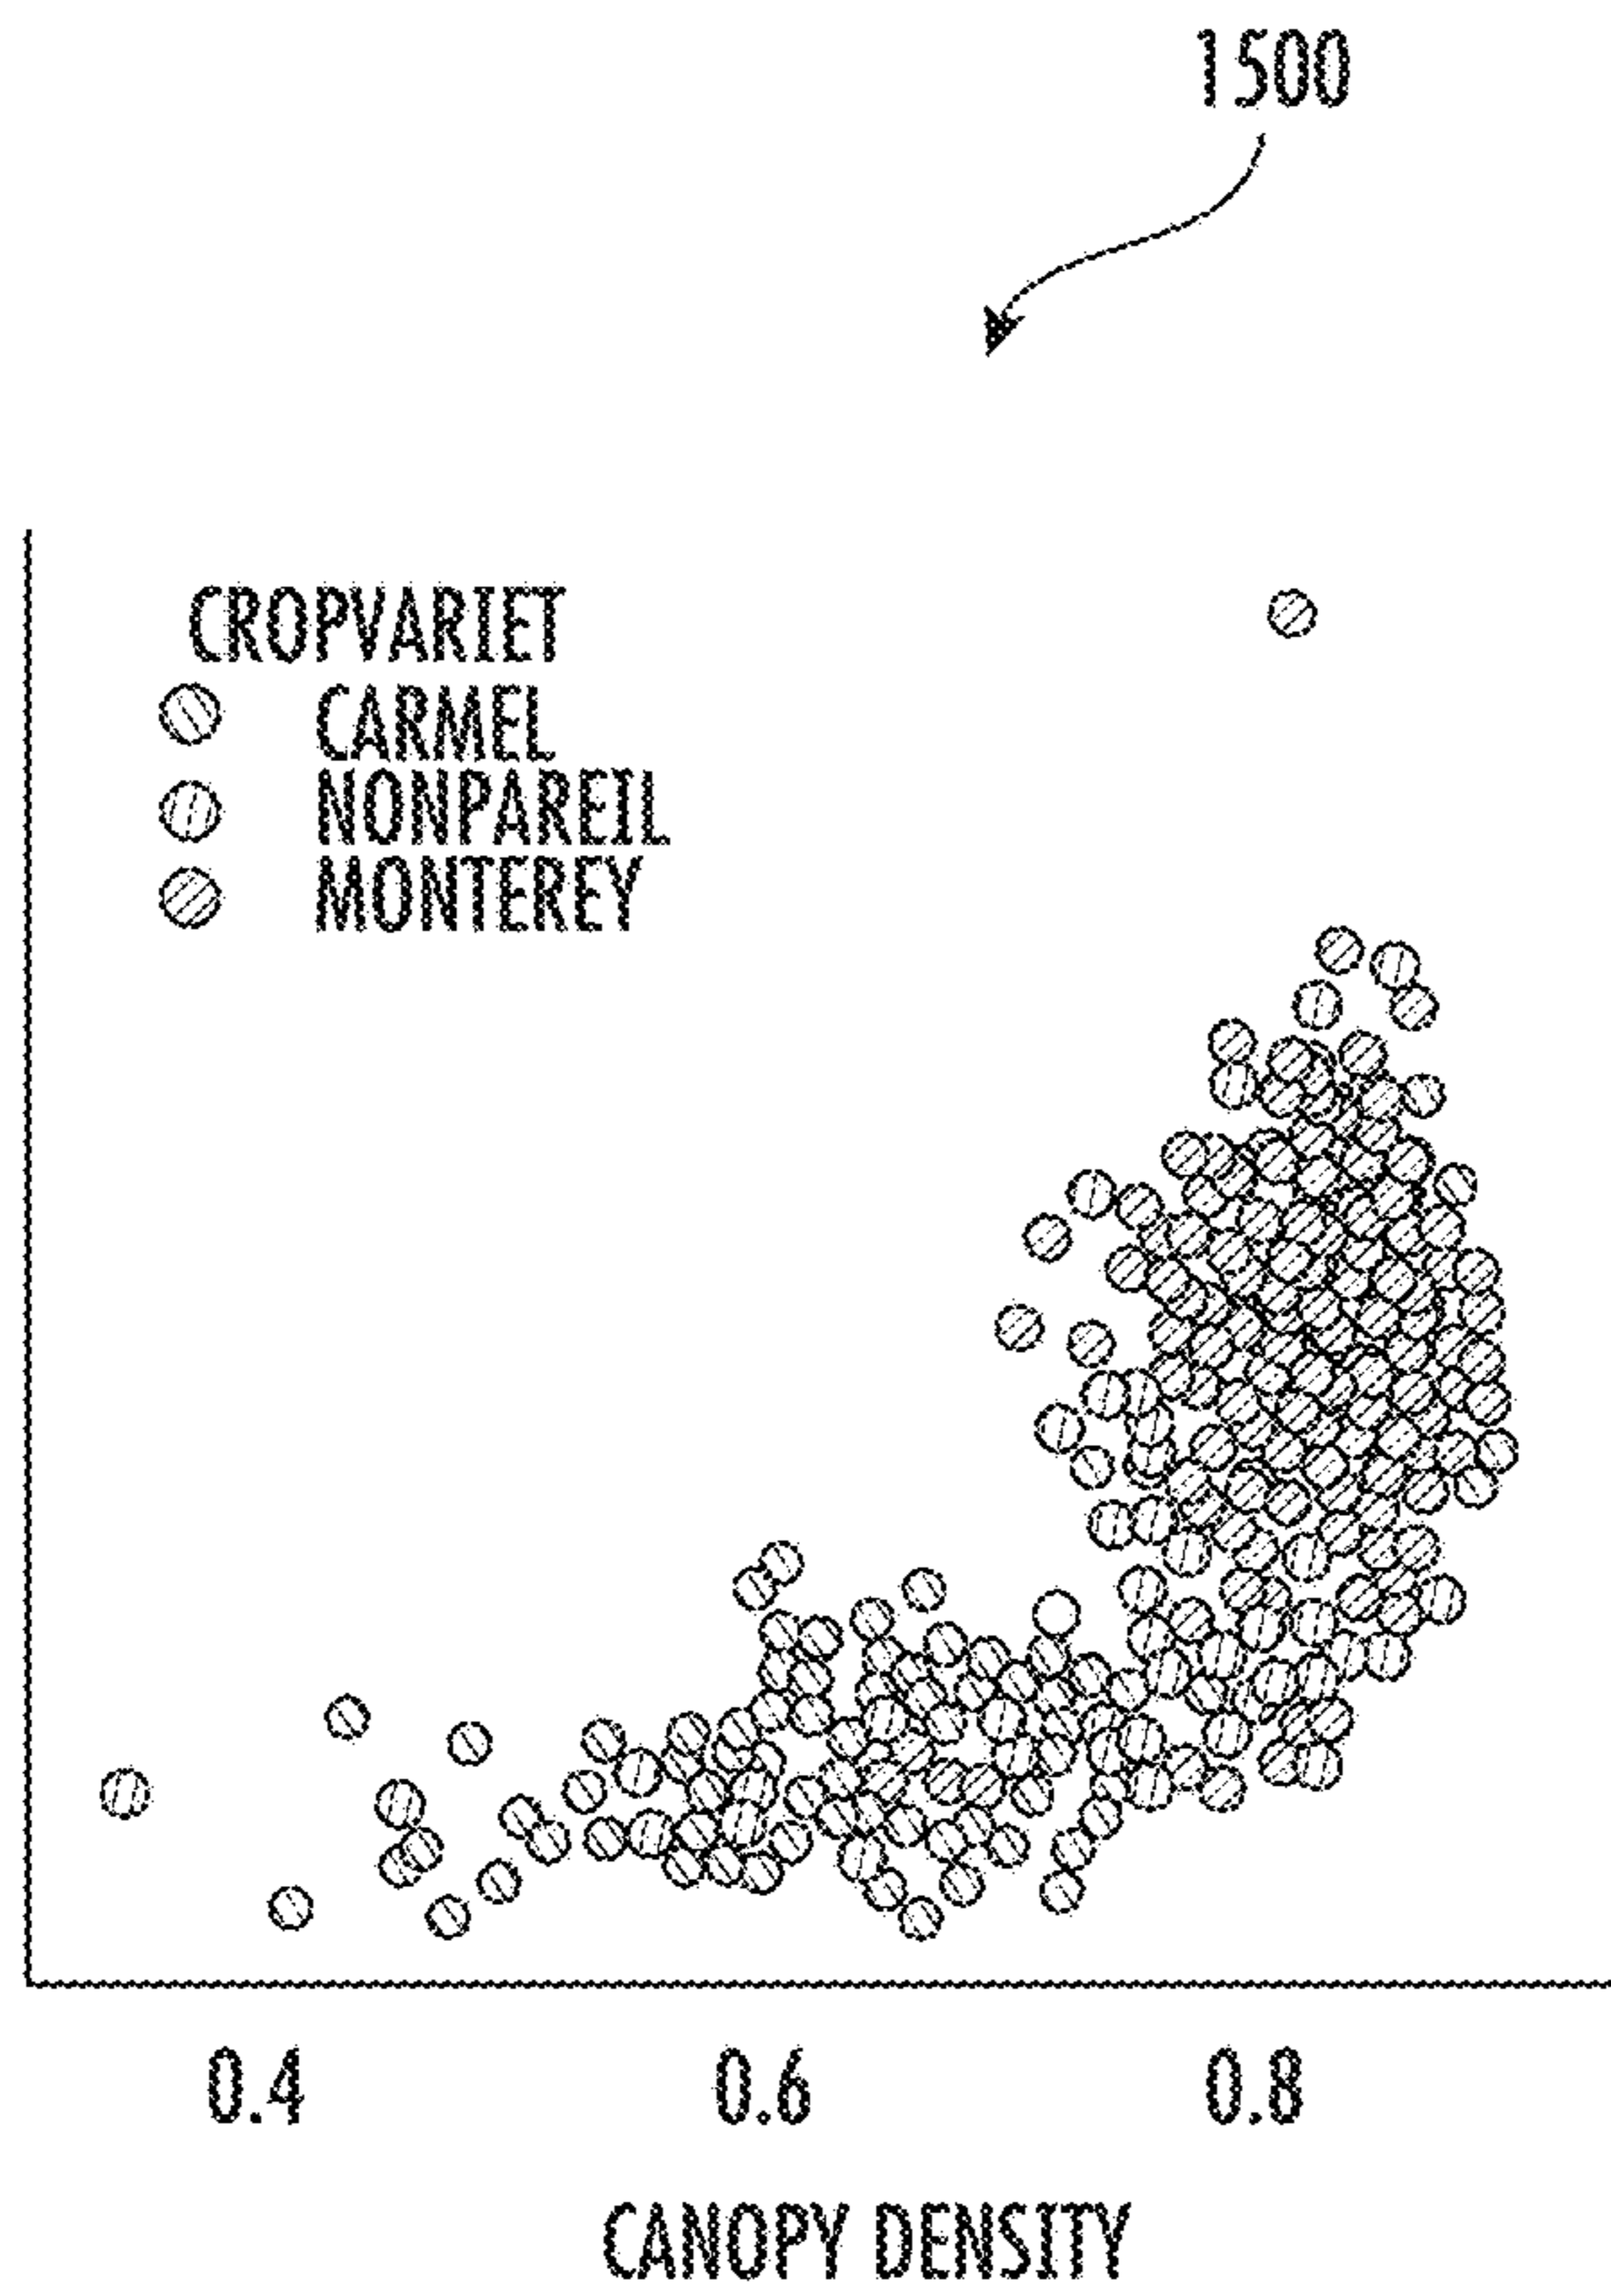 1500
CROPVARIET
CARMEL
NONPAREIL
MONTEREY
0.4 0.6 0.8
CANOPY DENSITY